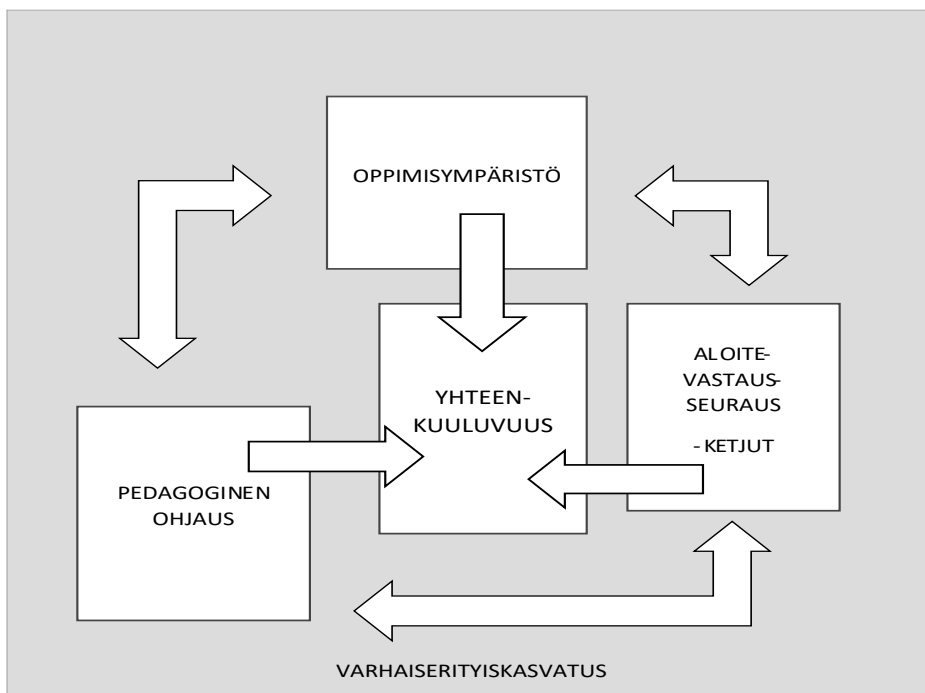 OPPIMISYMPÄRISTÖ
YHTEEN-
KUULUVUUS
ALOITE-
VASTAUS-
SEURAUS
-KETJUT
PEDAGOGINEN
OHJAUS
VARHAISERITYISKASVATUS